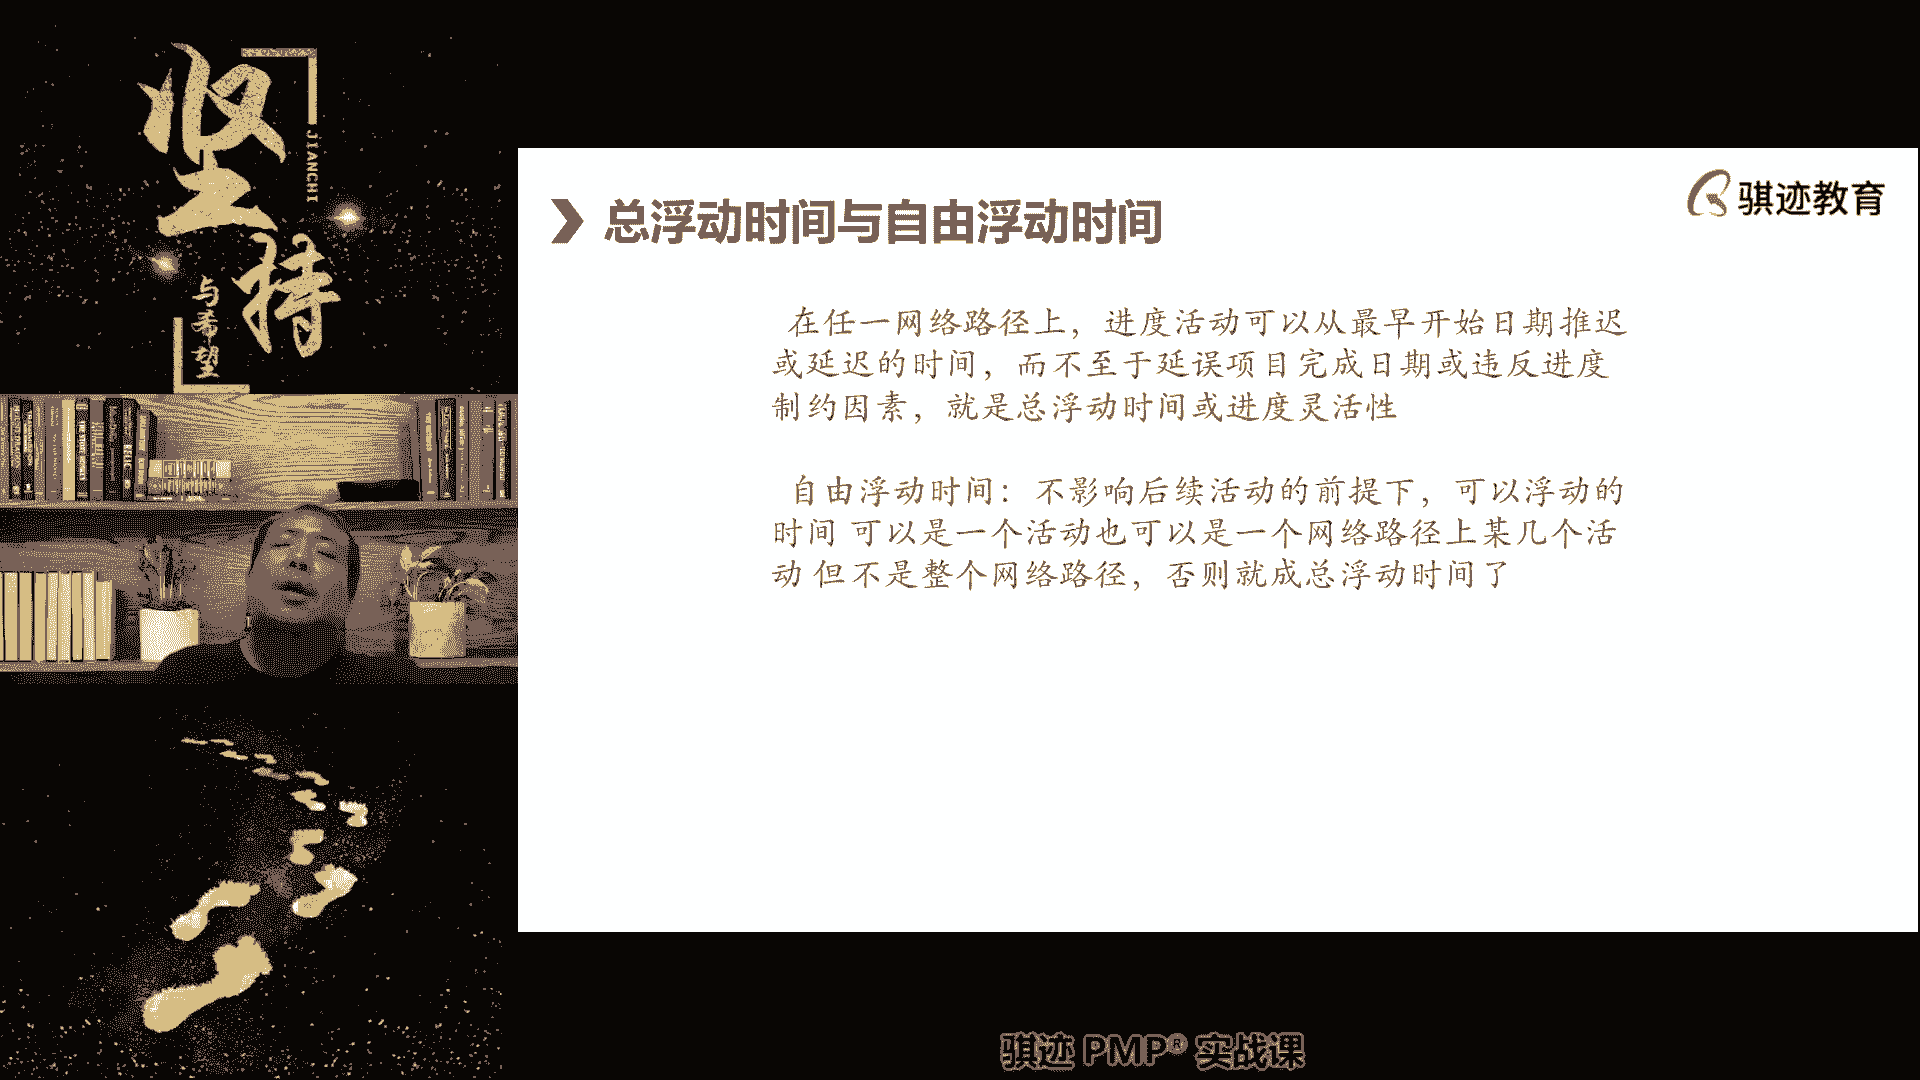 坚持
JIANCHI
与希望
骐迹教育
总浮动时间与自由浮动时间
在任一网络路径上，进度活动可以从最早开始日期推迟
或延迟的时间，而不至于延误项目完成日期或违反进度
制约因素，就是总浮动时间或进度灵活性
自由浮动时间： 不影响后续活动的前提下，可以浮动的
时间 可以是一个活动也可以是一个网络路径上某几个活
动 但不是整个网络路径，否则就成总浮动时间了
骐迹 PMP® 实战课